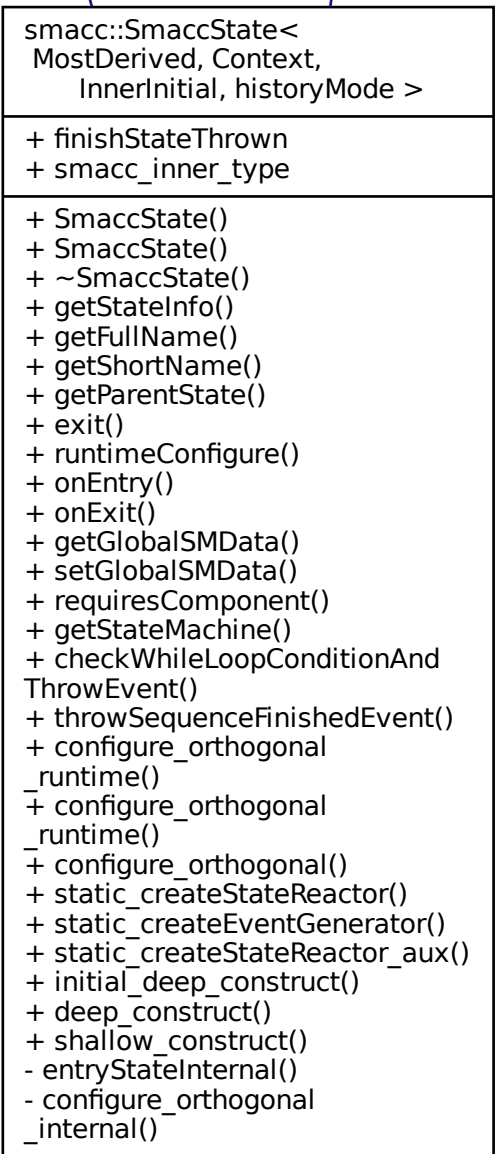 smacc::SmaccState<
MostDerived, Context,
InnerInitial, historyMode >
+ finishStateThrown
+ smacc_inner_type
+ SmaccState()
+ SmaccState()
+ ~SmaccState()
+ getStateInfo()
+ getFullName()
+ getShortName()
+ getParentState()
+ exit()
+ runtimeConfigure()
+ onEntry()
+ onExit()
+ getGlobalSMData()
+ setGlobalSMData()
+ requiresComponent()
+ getStateMachine()
+ checkWhileLoopConditionAnd
ThrowEvent()
+ throwSequenceFinishedEvent()
+ configure_orthogonal
_runtime()
+ configure_orthogonal
_runtime()
+ configure_orthogonal()
+ static_createStateReactor()
+ static_createEventGenerator()
+ static_createStateReactor_aux()
+ initial_deep_construct()
+ deep_construct()
+ shallow_construct()
- entryStateInternal()
- configure_orthogonal
_internal()